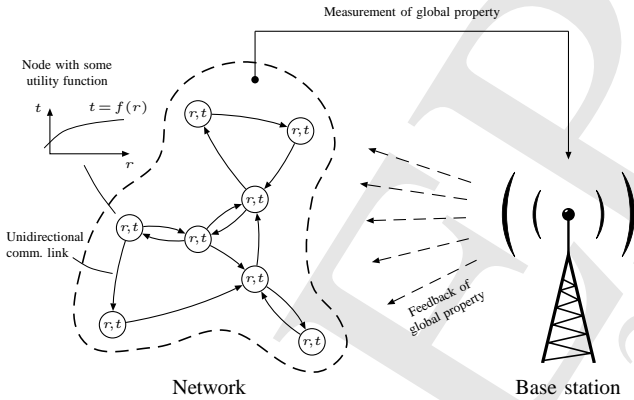 Measurement of global property
Node with some
utility function
t
t = f(r)
r
r, t
r, t
r, t
r, t
r, t
Unidirectional
comm. link
r, t
r, t
r, t
Feedback of
global property
Network
Base station